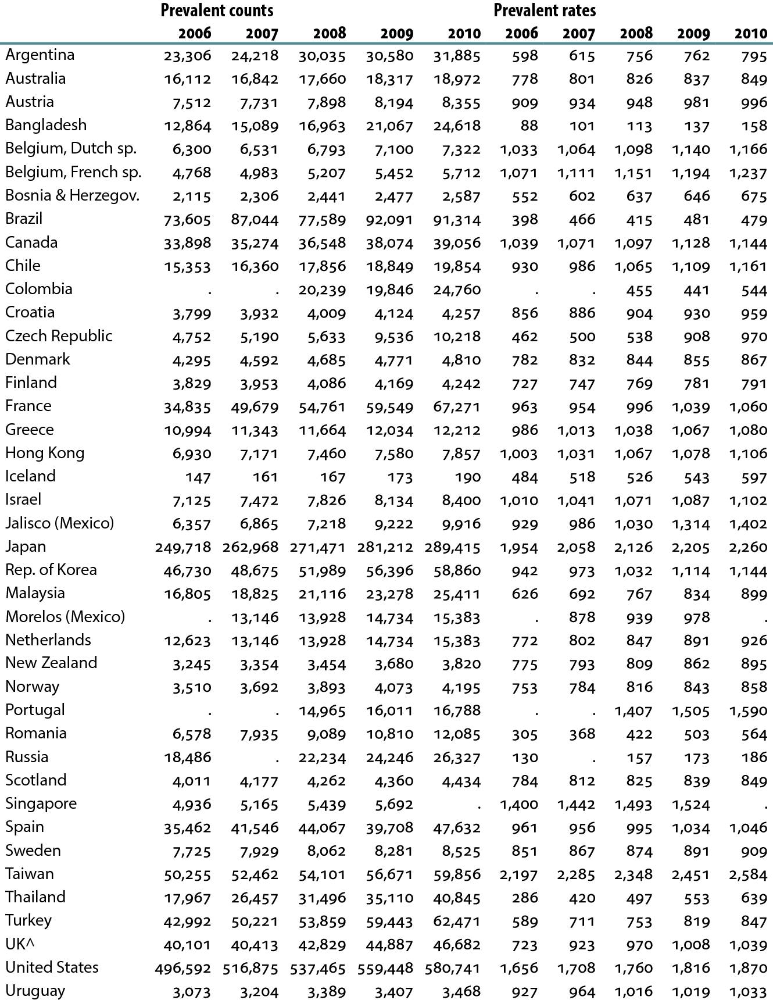 Prevalent counts Prevalent rates
2006 2007 2008 2009 2010 2006 2007 2008 2009 2010
Argentina 23,306 24,218 30,035 30,580 31,885 598 615 756 762 795
Australia 16,112 16,842 17,660 18,317 18,972 778 801 826 837 849
Austria 7,512 7,731 7,898 8,194 8,355 909 934 948 981 996
Bangladesh 12,864 15,089 16,963 21,067 24,618 88 101 113 137 158
Belgium, Dutch sp. 6,300 6,531 6,793 7,100 7,322 1,033 1,064 1,098 1,140 1,166
Belgium, French sp. 4,768 4,983 5,207 5,452 5,712 1,071 1,111 1,151 1,194 1,237
Bosnia & Herzegov. 2,115 2,306 2,441 2,477 2,587 552 602 637 646 675
Brazil 73,605 87,044 77,589 92,091 91,314 398 466 415 481 479
Canada 33,898 35,274 36,548 38,074 39,056 1,039 1,071 1,097 1,128 1,144
Chile 15,353 16,360 17,856 18,849 19,854 930 986 1,065 1,109 1,161
Colombia . . 20,239 19,846 24,760 . . 455 441 544
Croatia 3,799 3,932 4,009 4,124 4,257 856 886 904 930 959
Czech Republic 4,752 5,190 5,633 9,536 10,218 462 500 538 908 970
Denmark 4,295 4,592 4,685 4,771 4,810 782 832 844 855 867
Finland 3,829 3,953 4,086 4,169 4,242 727 747 769 781 791
France 34,835 49,679 54,761 59,549 67,271 963 954 996 1,039 1,060
Greece 10,994 11,343 11,664 12,034 12,212 986 1,013 1,038 1,067 1,080
Hong Kong 6,930 7,171 7,460 7,580 7,857 1,003 1,031 1,067 1,078 1,106
Iceland 147 161 167 173 190 484 518 526 543 597
Israel 7,125 7,472 7,826 8,134 8,400 1,010 1,041 1,071 1,087 1,102
Jalisco (Mexico) 6,357 6,865 7,218 9,222 9,916 929 986 1,030 1,314 1,402
Japan 249,718 262,968 271,471 281,212 289,415 1,954 2,058 2,126 2,205 2,260
Rep. of Korea 46,730 48,675 51,989 56,396 58,860 942 973 1,032 1,114 1,144
Malaysia 16,805 18,825 21,116 23,278 25,411 626 692 767 834 899
Morelos (Mexico) . 13,146 13,928 14,734 15,383 . 878 939 978 .
Netherlands 12,623 13,146 13,928 14,734 15,383 772 802 847 891 926
New Zealand 3,245 3,354 3,454 3,680 3,820 775 793 809 862 895
Norway 3,510 3,692 3,893 4,073 4,195 753 784 816 843 858
Portugal . . 14,965 16,011 16,788 . . 1,407 1,505 1,590
Romania 6,578 7,935 9,089 10,810 12,085 305 368 422 503 564
Russia 18,486 . 22,234 24,246 26,327 130 . 157 173 186
Scotland 4,011 4,177 4,262 4,360 4,434 784 812 825 839 849
Singapore 4,936 5,165 5,439 5,692 . 1,400 1,442 1,493 1,524 .
Spain 35,462 41,546 44,067 39,708 47,632 961 956 995 1,034 1,046
Sweden 7,725 7,929 8,062 8,281 8,525 851 867 874 891 909
Taiwan 50,255 52,462 54,101 56,671 59,856 2,197 2,285 2,348 2,451 2,584
Thailand 17,967 26,457 31,496 35,110 40,845 286 420 497 553 639
Turkey 42,992 50,221 53,859 59,443 62,471 589 711 753 819 847
UK^ 40,101 40,413 42,829 44,887 46,682 723 923 970 1,008 1,039
United States 496,592 516,875 537,465 559,448 580,741 1,656 1,708 1,760 1,816 1,870
Uruguay 3,073 3,204 3,389 3,407 3,468 927 964 1,016 1,019 1,033